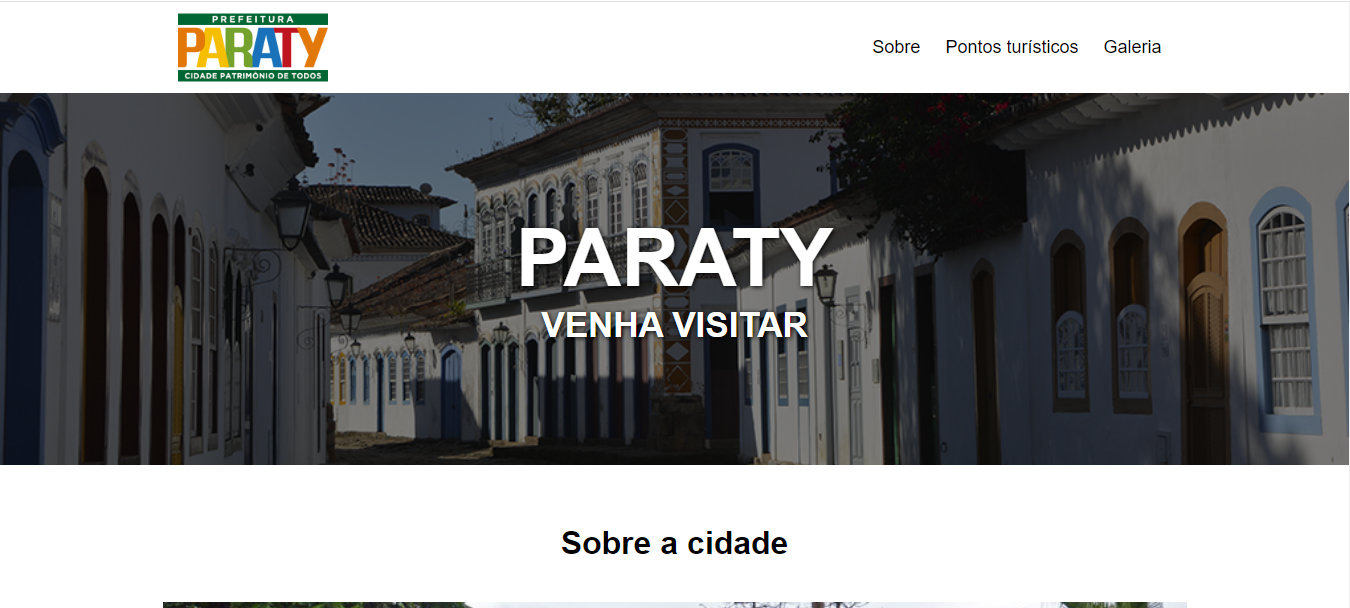 PREFEITURA
PARATY
CIDADE PATRIMÔNIO DE TODOS
Sobre Pontos turísticos Galeria
PARATY
VENHA VISITAR
Sobre a cidade